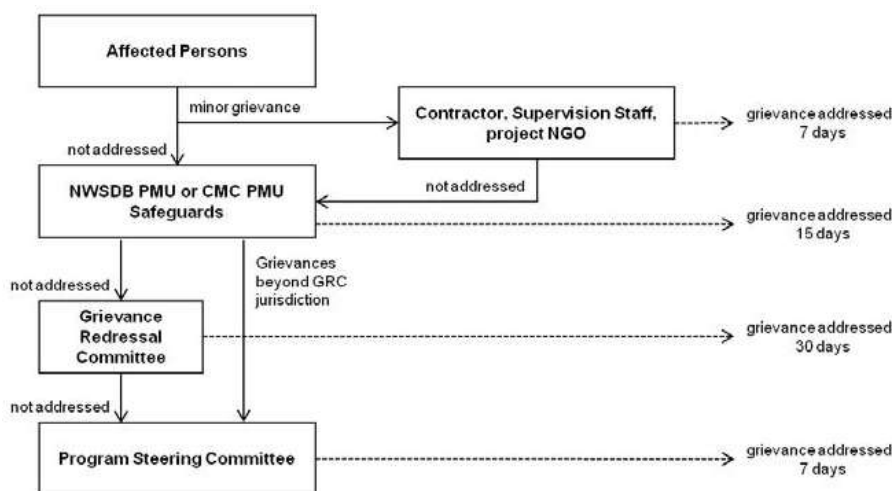 Affected Persons
minor grievance
Contractor, Supervision Staff,
project NGO
grievance addressed
7 days
not addressed
not addressed
NWSDB PMU or CMC PMU
Safeguards
grievance addressed
15 days
Grievances
beyond GRC
jurisdiction
not addressed
Grievance
Redressal
Committee
grievance addressed
30 days
not addressed
Program Steering Committee
grievance addressed
7 days